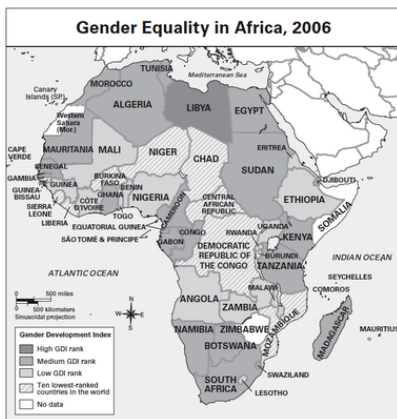 Gender Equality in Africa, 2006
TUNISIA
Mediterranean Sea
MOROCCO
Canary
Islands (SP.)
ALGERIA
LIBYA
EGYPT
Western
Sahara
(Mor.)
CAPE
VERDE
MAURITANIA
MALI
NIGER
CHAD
SUDAN
ERITREA
SENEGAL
GAMBIA
GUINEA-
BISSAU
GUINEA
BURKINA
FASO
BENIN
DJIBOUTI
SIERRA
LEONE
CÔTE
D'IVOIRE
GHANA
NIGERIA
ETHIOPIA
LIBERIA
TOGO
CAMEROON
CENTRAL
AFRICAN
REPUBLIC
SOMALIA
EQUATORIAL GUINEA
SÃO TOMÉ & PRINCIPE
GABON
CONGO
UGANDA
RWANDA
KENYA
DEMOCRATIC
REPUBLIC OF
THE CONGO
BURUNDI
TANZANIA
INDIAN OCEAN
SEYCHELLES
ATLANTIC OCEAN
COMOROS
MALAWI
ANGOLA
ZAMBIA
MOZAMBIQUE
MADAGASCAR
MAURITIUS
0 500 miles
0 500 kilometers
Sinusoidal projection
N
W
E
S
NAMIBIA
ZIMBABWE
BOTSWANA
SWAZILAND
SOUTH
AFRICA
LESOTHO
Gender Development Index
High GDI rank
Medium GDI rank
Low GDI rank
Ten lowest-ranked
countries in the world
No data